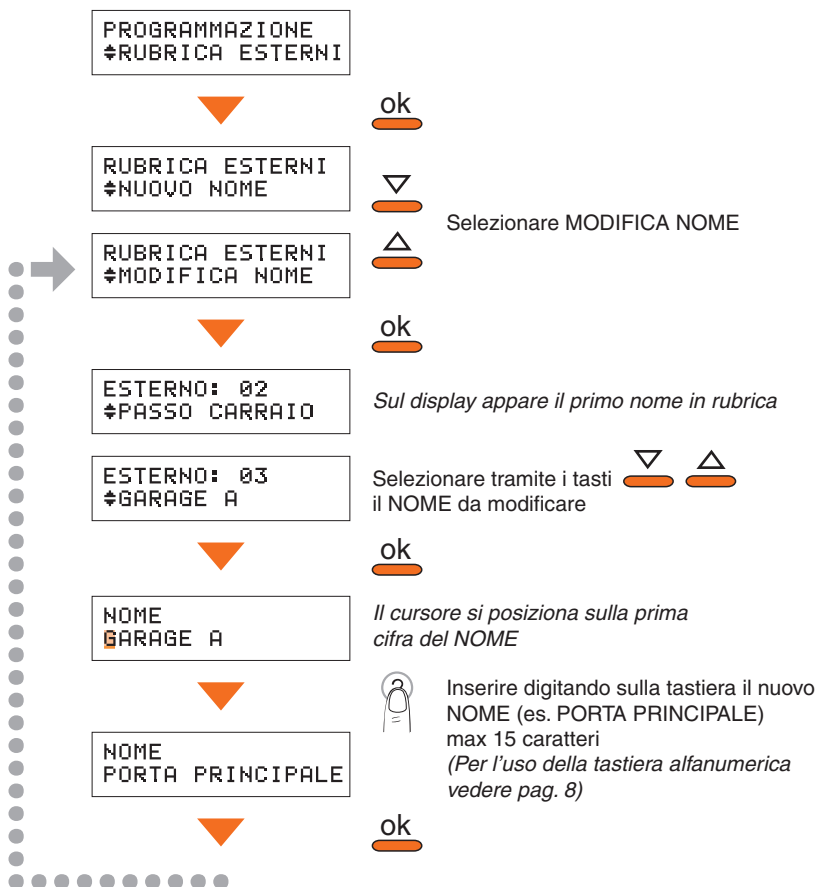 PROGRAMMAZIONE
RUBRICA ESTERNI
ok
RUBRICA ESTERNI
NUOVO NOME
Selezionare MODIFICA NOME
RUBRICA ESTERNI
MODIFICA NOME
ok
ESTERNO: 02
PASSO CARRAIO
Sul display appare il primo nome in rubrica
ESTERNO: 03
GARAGE A
Selezionare tramite i tasti
il NOME da modificare
ok
NOME
GARAGE A
Il cursore si posiziona sulla prima
cifra del NOME
Inserire digitando sulla tastiera il nuovo
NOME (es. PORTA PRINCIPALE)
max 15 caratteri
(Per l'uso della tastiera alfanumerica
vedere pag. 8)
NOME
PORTA PRINCIPALE
ok